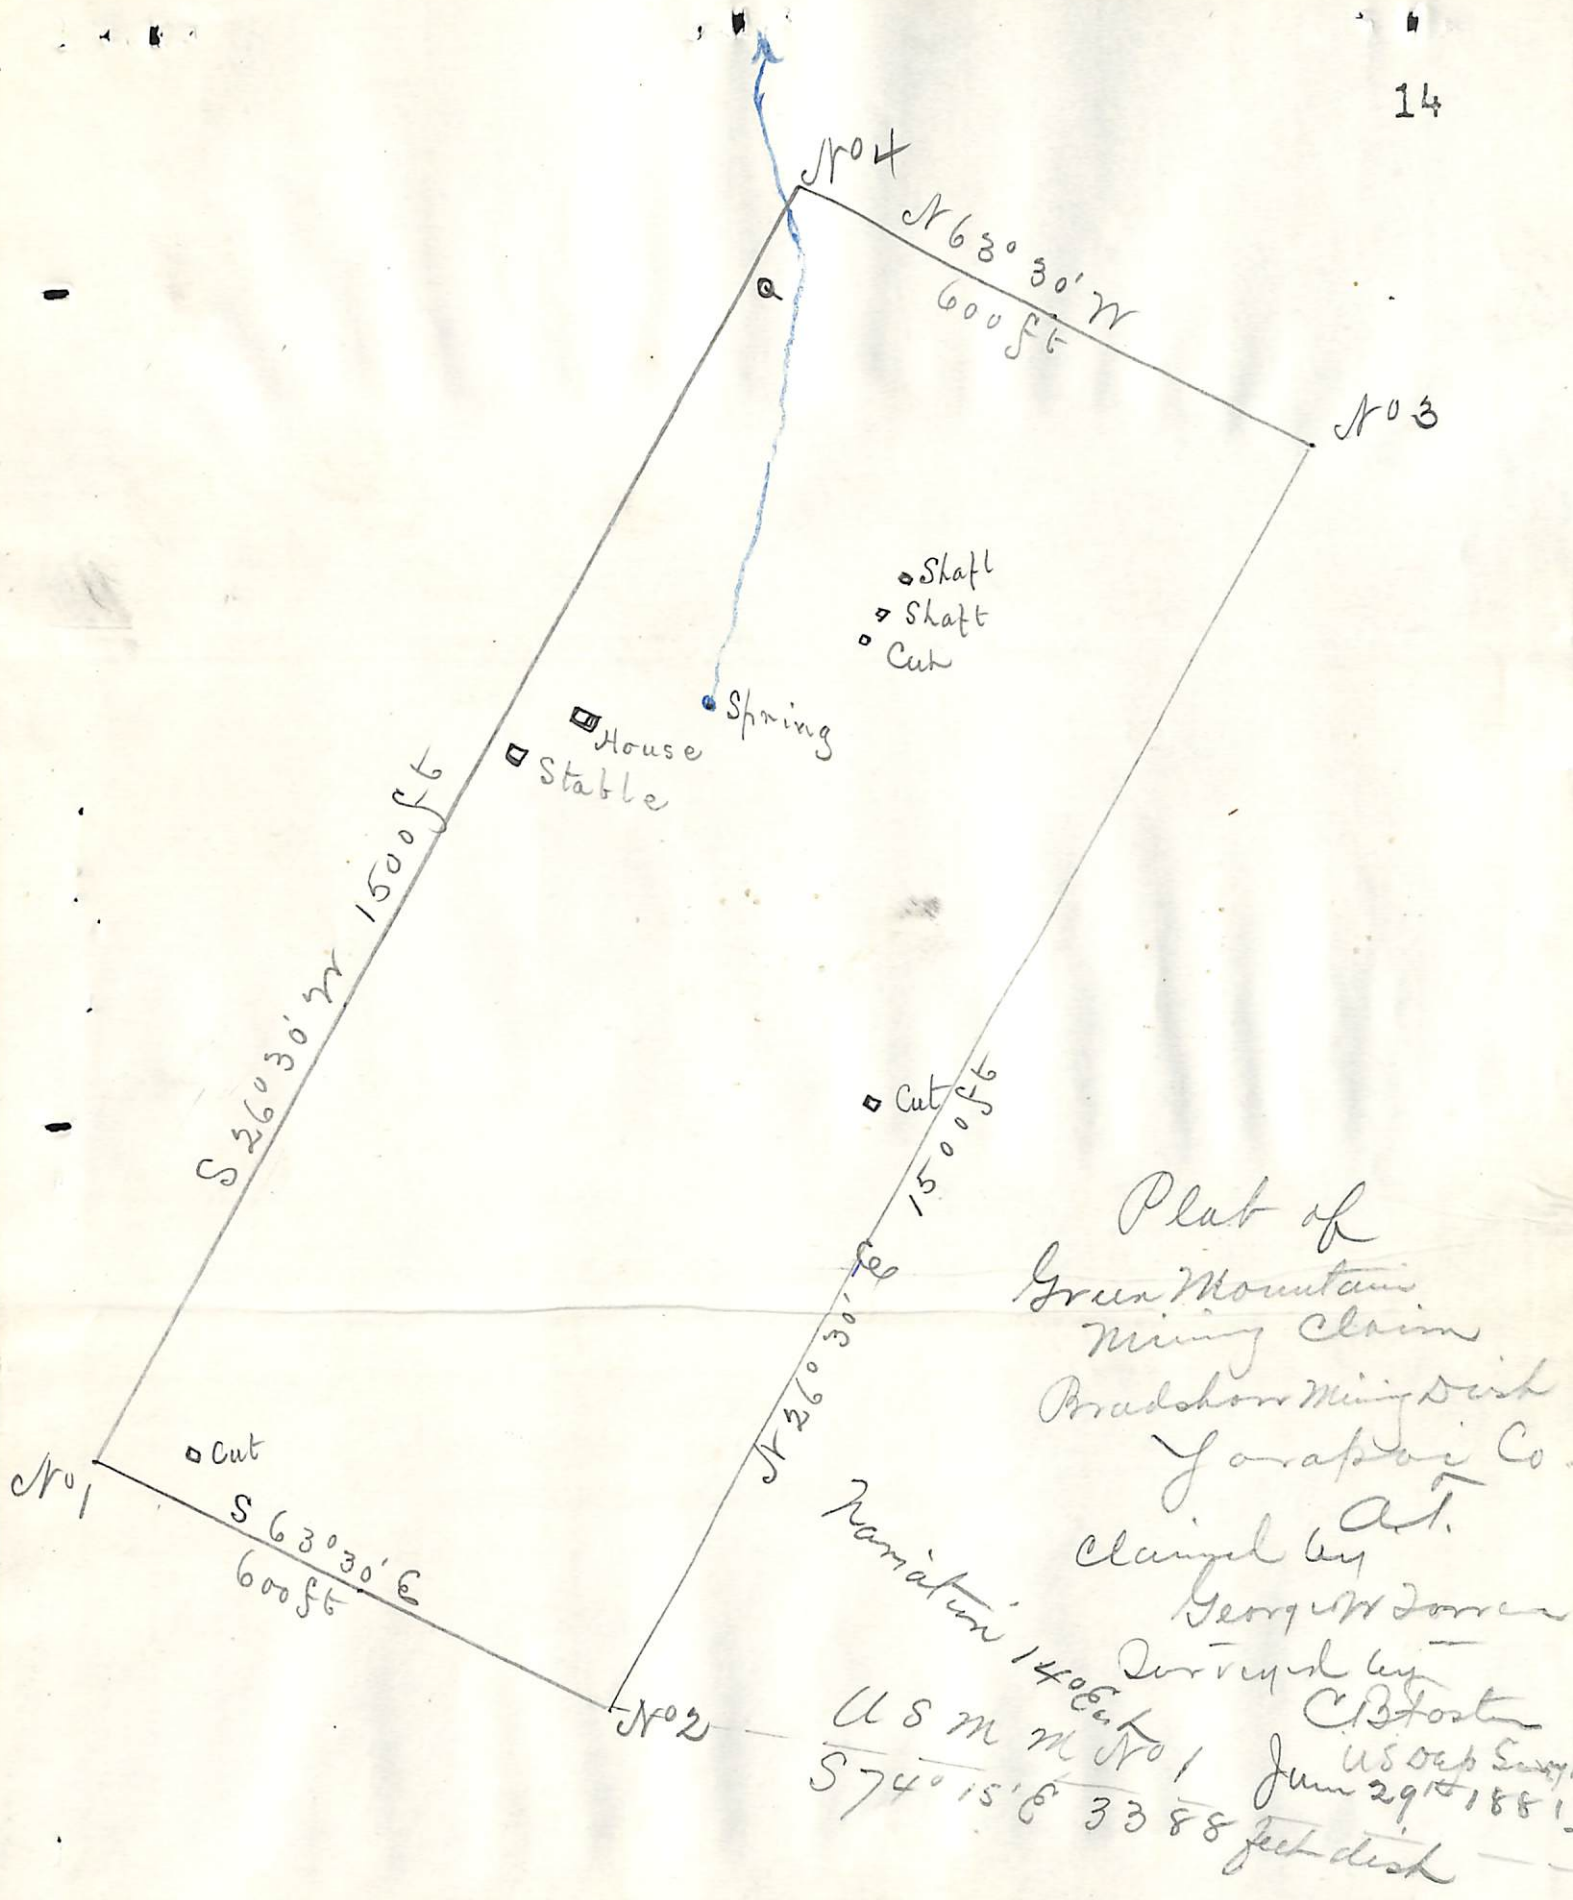 14
No 4
N 63° 30' W
600 ft
No 3
Shaft
Shaft
Cut
Spring
House
Stable
S 26° 30' W 1500 ft
Cut
N 26° 30' E 1500 ft
No 1
Cut
S 63° 30' E
600 ft
No 2
Variation 14° East
U S M M No 1
S 74° 15' E 3388 feet dist
Plat of
Green Mountain
Mining Claim
Bradshaw Mining Dist
Yavapai Co.
A.T.
Claimed by
George W
Surveyed by
C B Foster
US Dep Survy
June 29th 1881